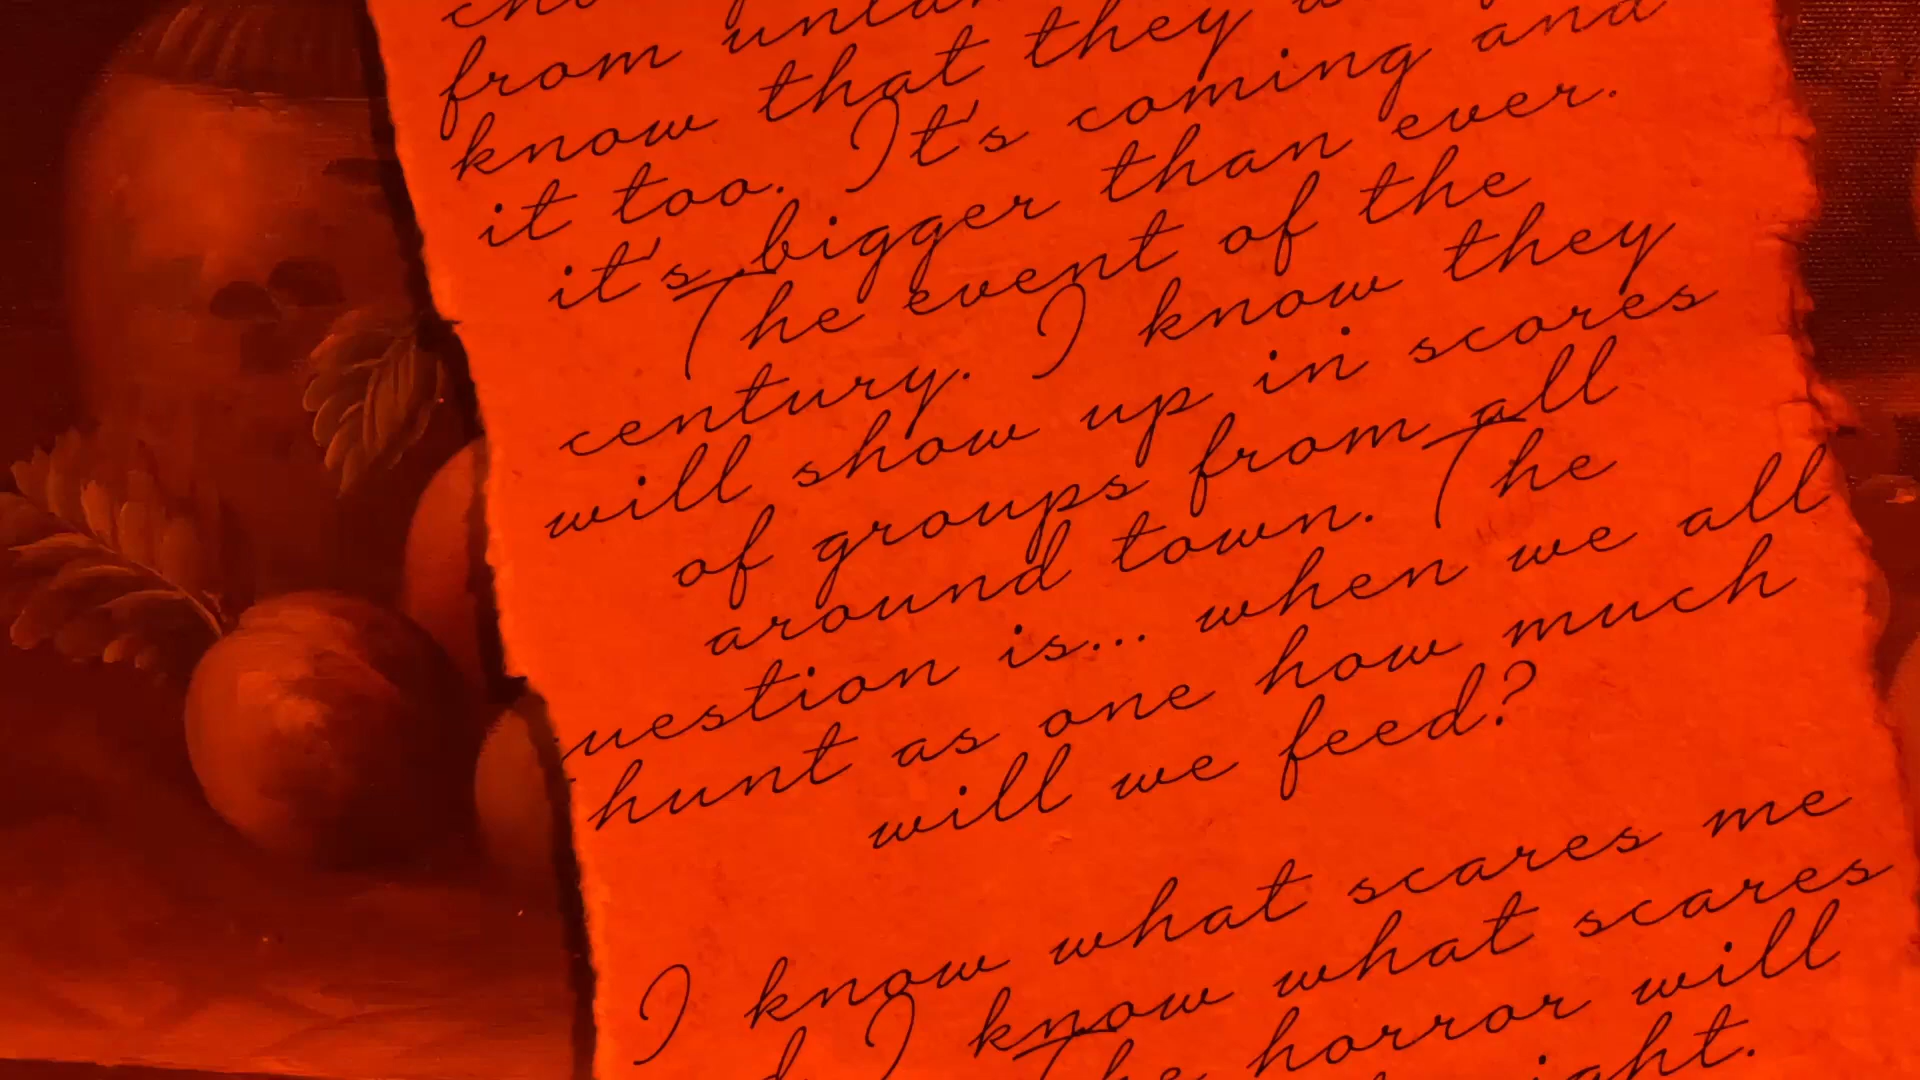 from
know that they
it too. It's coming and
it's bigger than ever.
The event of the
century. I know they
will show up in scores
of groups from all
around town. The
uestion is... when we all
hunt as one how much
will we feed?
I know what scares me
I know what scares
The horror will